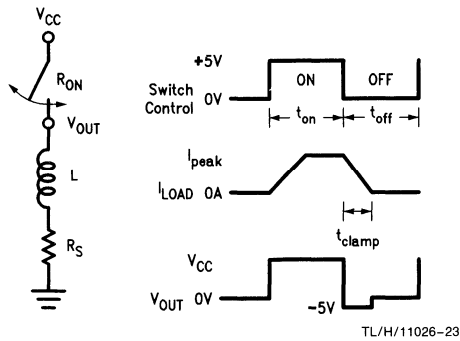 V_CC
R_ON
V_OUT
L
R_S
+5V
Switch
Control
0V
ON
OFF
t_on
t_off
I_peak
I_LOAD 0A
t_clamp
V_CC
V_OUT 0V
-5V
TL/H/11026-23